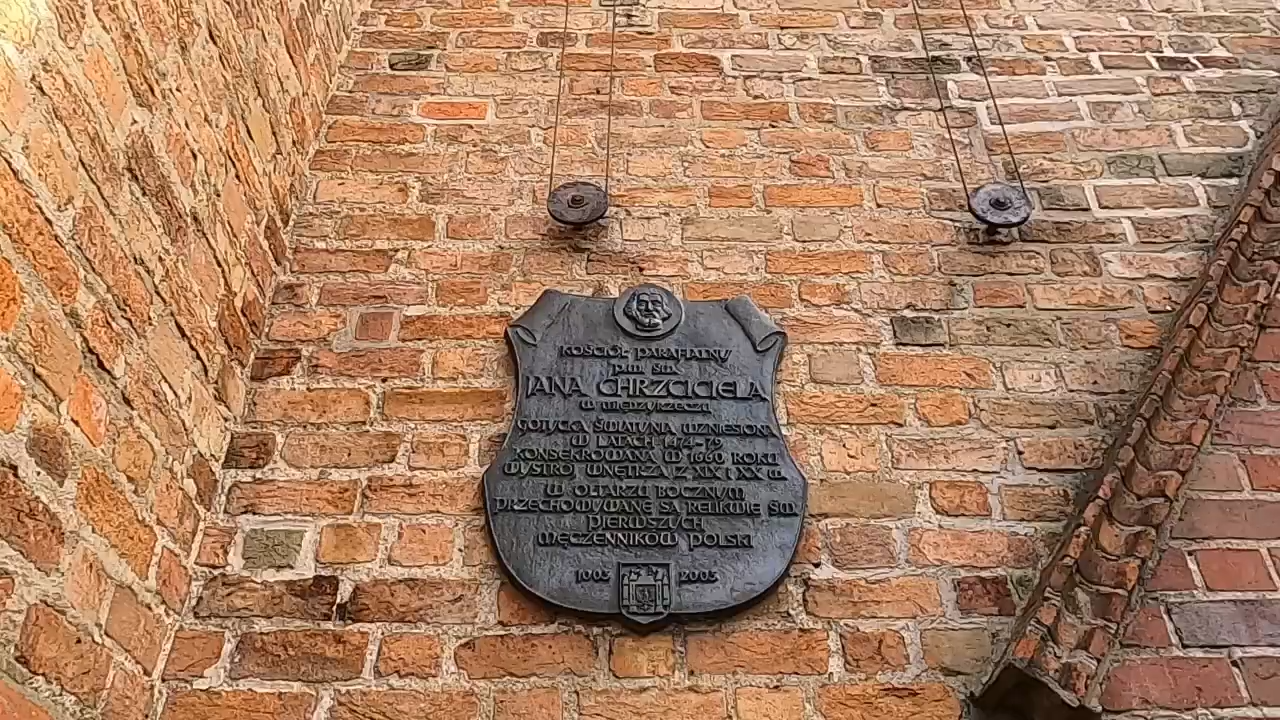 KOŚCIÓŁ PARAFIALNY
P.W. ŚW.
JANA CHRZCICIELA
W MIĘDZYRZECZU
GOTYCKA ŚWIĄTYNIA WZNIESIONA
W LATACH 1474-79
KONSEKROWANA W 1660 ROKU
WYSTRÓJ WNĘTRZA Z XIX I XX W.
W OŁTARZU BOCZNYM
PRZECHOWYWANE SĄ RELIKWIE ŚW.
PIERWSZYCH
MĘCZENNIKÓW POLSKI
1003 2003